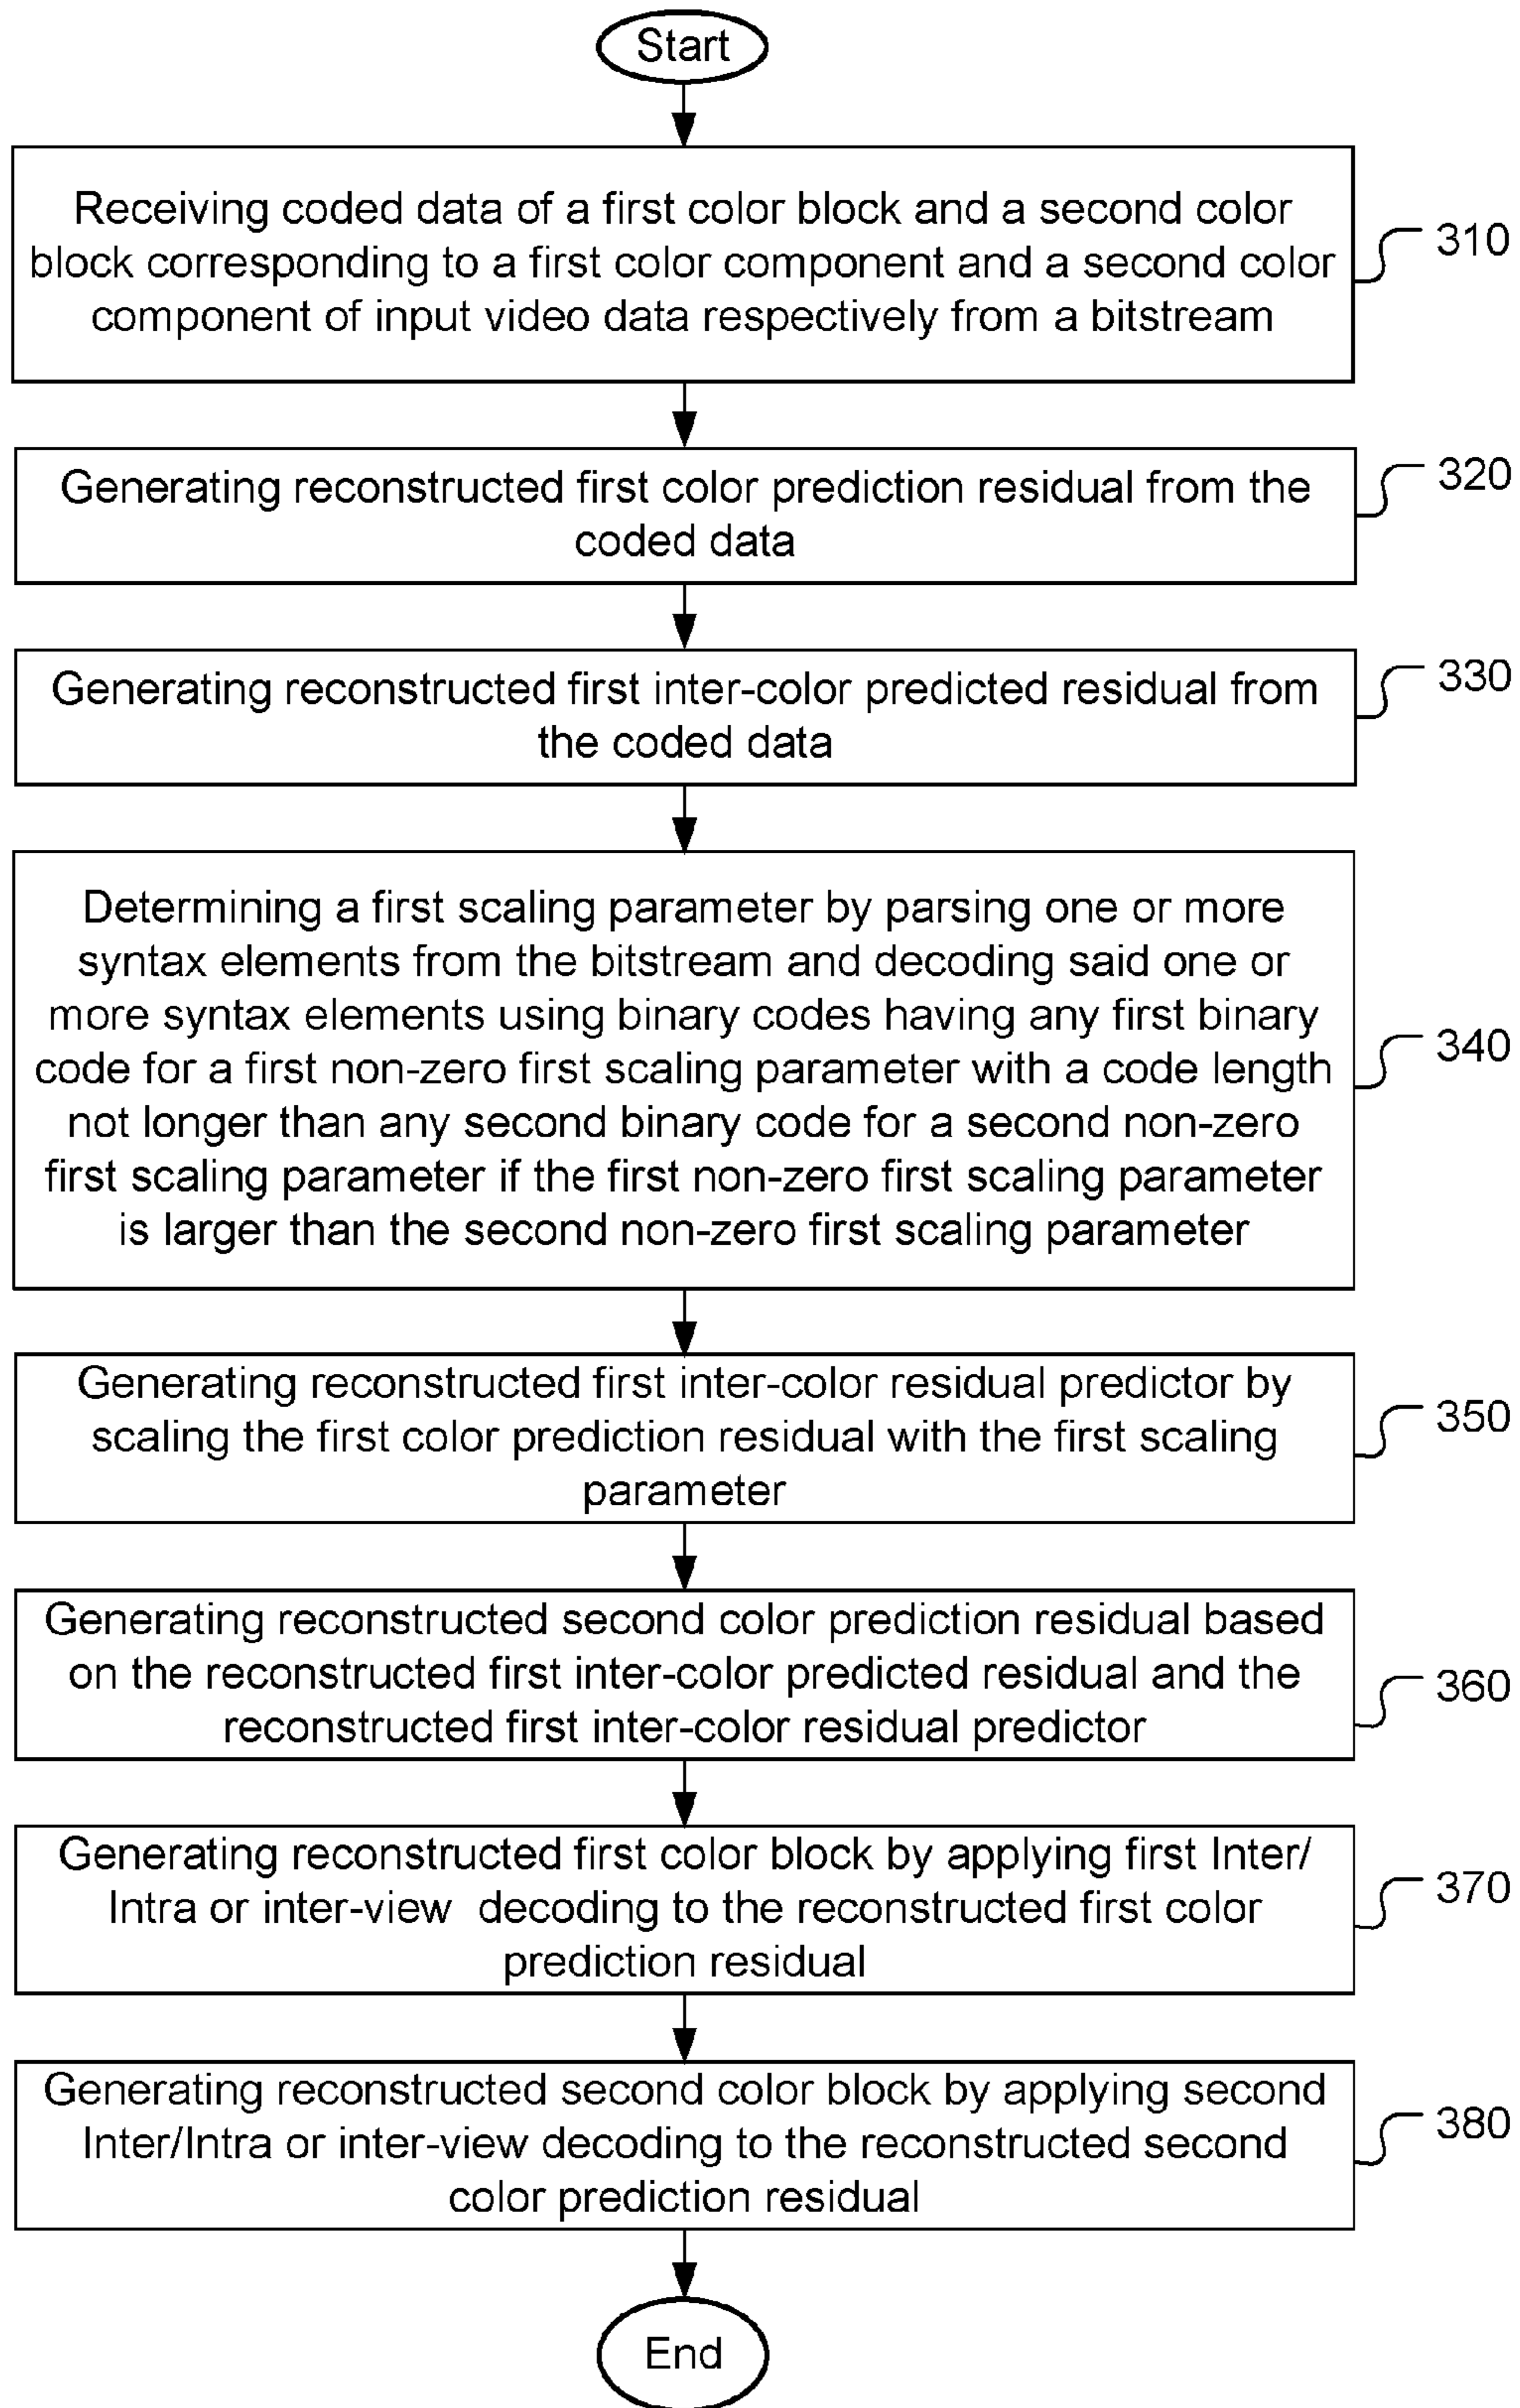 Start
Receiving coded data of a first color block and a second color
block corresponding to a first color component and a second color
component of input video data respectively from a bitstream
310
Generating reconstructed first color prediction residual from the
coded data
320
Generating reconstructed first inter-color predicted residual from
the coded data
330
Determining a first scaling parameter by parsing one or more
syntax elements from the bitstream and decoding said one or
more syntax elements using binary codes having any first binary
code for a first non-zero first scaling parameter with a code length
not longer than any second binary code for a second non-zero
first scaling parameter if the first non-zero first scaling parameter
is larger than the second non-zero first scaling parameter
340
Generating reconstructed first inter-color residual predictor by
scaling the first color prediction residual with the first scaling
parameter
350
Generating reconstructed second color prediction residual based
on the reconstructed first inter-color predicted residual and the
reconstructed first inter-color residual predictor
360
Generating reconstructed first color block by applying first Inter/
Intra or inter-view decoding to the reconstructed first color
prediction residual
370
Generating reconstructed second color block by applying second
Inter/Intra or inter-view decoding to the reconstructed second
color prediction residual
380
End